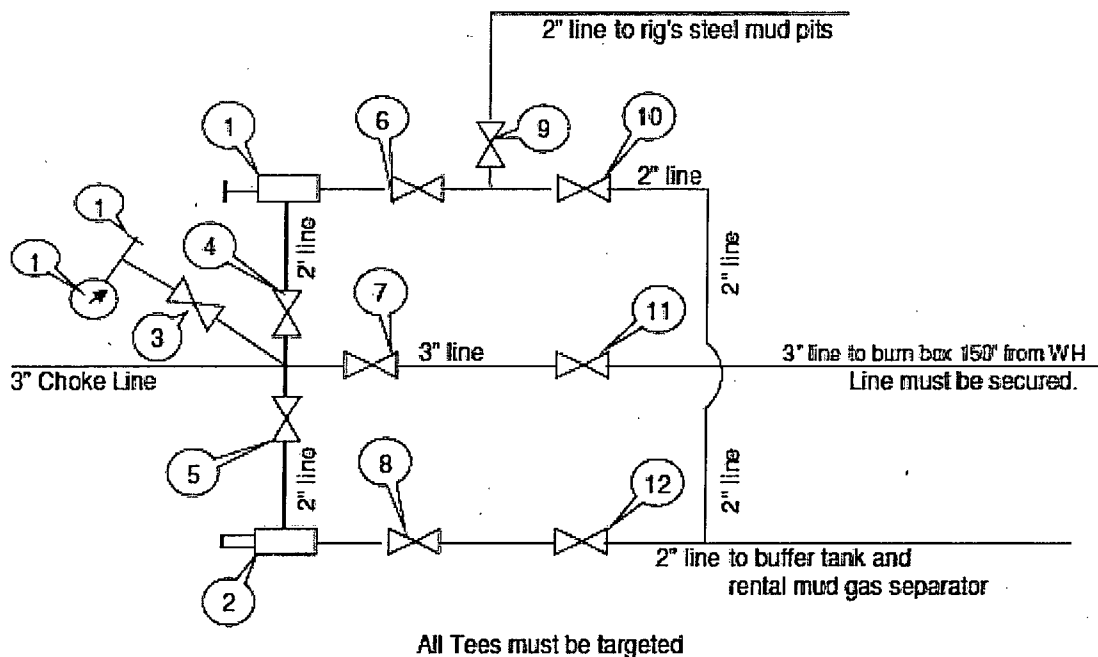 2" line to rig's steel mud pits
1
6
9
10
2" line
1
4
2" line
1
3
7
3" line
11
2" line
3" line to burn box 150' from WH
3" Choke Line
Line must be secured.
5
2" line
8
12
2" line
2
2" line to buffer tank and
rental mud gas separator
All Tees must be targeted